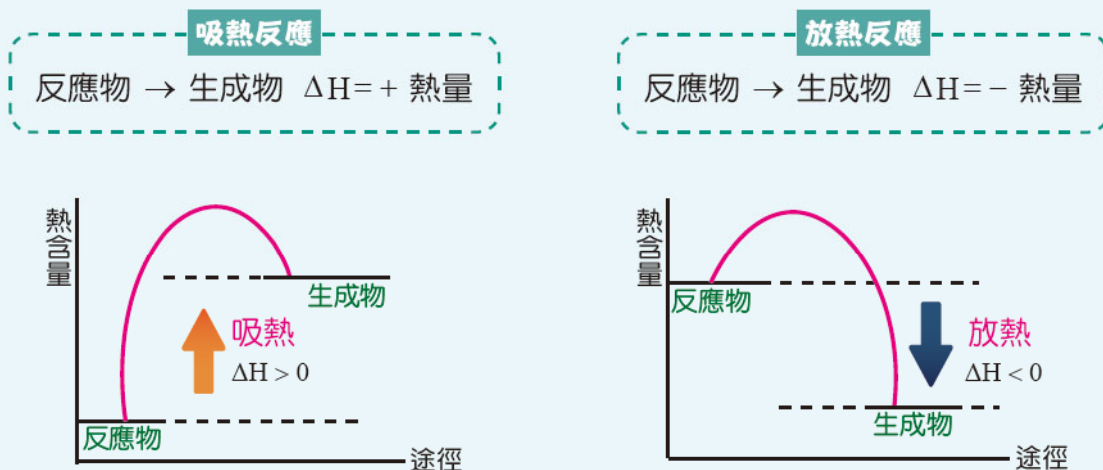 吸熱反應
反應物 → 生成物 ΔH=+ 熱量
熱含量
生成物
吸熱
ΔH > 0
反應物
途徑
放熱反應
反應物 → 生成物 ΔH=− 熱量
熱含量
反應物
放熱
ΔH < 0
生成物
途徑